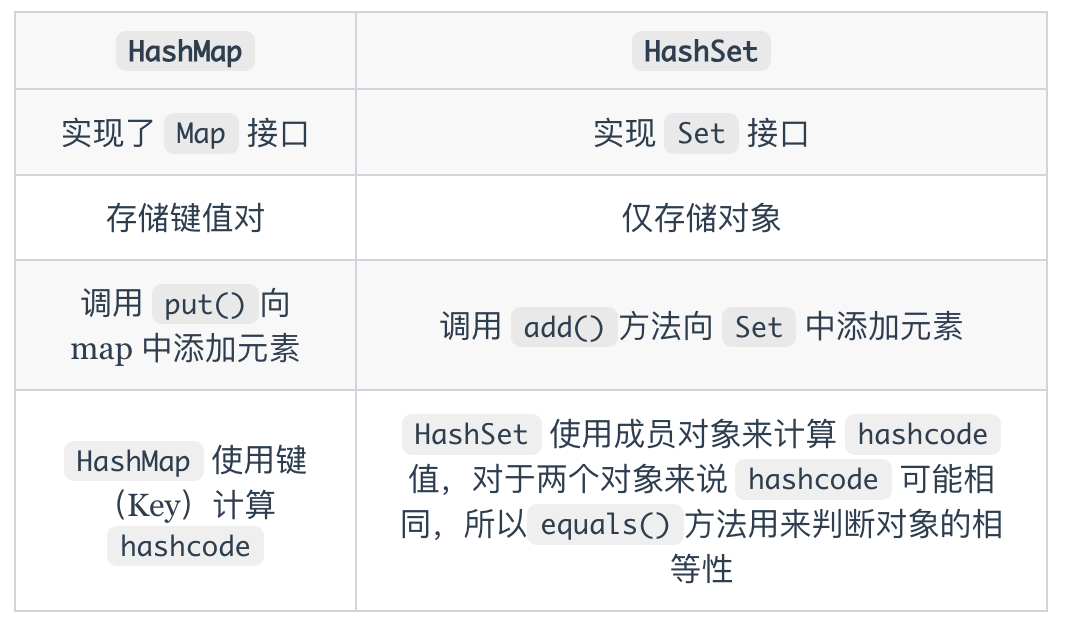 HashMap
HashSet
实现了 Map 接口
实现 Set 接口
存储键值对
仅存储对象
调用 put()向
map 中添加元素
调用 add()方法向 Set 中添加元素
HashMap 使用键
（Key）计算
hashcode
HashSet 使用成员对象来计算 hashcode
值，对于两个对象来说 hashcode 可能相
同，所以equals()方法用来判断对象的相
等性